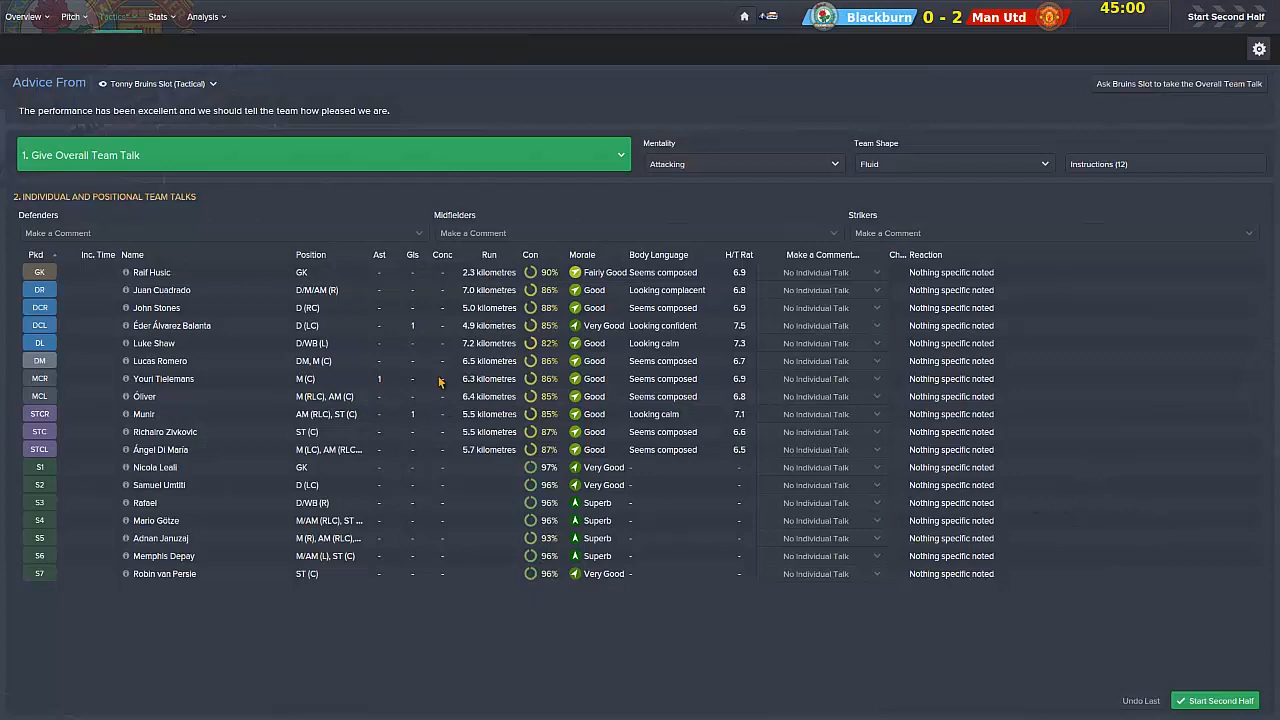 Overview Pitch Tactics Stats Analysis Blackburn 0 - 2 Man Utd 45:00 Start Second Half
Advice From Tonny Bruins Slot (Tactical) Ask Bruins Slot to take the Overall Team Talk
The performance has been excellent and we should tell the team how pleased we are.
Mentality Team Shape
1. Give Overall Team Talk Attacking Fluid Instructions (12)
2. INDIVIDUAL AND POSITIONAL TEAM TALKS
Defenders Midfielders Strikers
Make a Comment Make a Comment Make a Comment
Pkd Inc. Time Name Position Ast Gls Conc Run Con Morale Body Language H/T Rat Make a Comment... Ch... Reaction
GK Raif Husic GK - - - 2.3 kilometres 90% Fairly Good Seems composed 6.9 No Individual Talk Nothing specific noted
DR Juan Cuadrado D/M/AM (R) - - - 7.0 kilometres 86% Good Looking complacent 6.8 No Individual Talk Nothing specific noted
DCR John Stones D (RC) - - - 5.0 kilometres 88% Good Seems composed 6.9 No Individual Talk Nothing specific noted
DCL Éder Álvarez Balanta D (LC) - 1 - 4.9 kilometres 85% Very Good Looking confident 7.5 No Individual Talk Nothing specific noted
DL Luke Shaw D/WB (L) - - - 7.2 kilometres 82% Good Looking calm 7.3 No Individual Talk Nothing specific noted
DM Lucas Romero DM, M (C) - - - 6.5 kilometres 86% Good Seems composed 6.7 No Individual Talk Nothing specific noted
MCR Youri Tielemans M (C) 1 - - 6.3 kilometres 86% Good Seems composed 6.9 No Individual Talk Nothing specific noted
MCL Óliver M (RLC), AM (C) - - - 6.4 kilometres 85% Good Seems composed 6.8 No Individual Talk Nothing specific noted
STCR Munir AM (RLC), ST (C) - 1 - 5.5 kilometres 85% Good Looking calm 7.1 No Individual Talk Nothing specific noted
STC Richairo Zivkovic ST (C) - - - 5.5 kilometres 87% Good Seems composed 6.6 No Individual Talk Nothing specific noted
STCL Ángel Di María M (LC), AM (RLC... - - - 5.7 kilometres 87% Good Seems composed 6.5 No Individual Talk Nothing specific noted
S1 Nicola Leali GK - - - 97% Very Good - - No Individual Talk Nothing specific noted
S2 Samuel Umtiti D (LC) - - - 96% Very Good - - No Individual Talk Nothing specific noted
S3 Rafael D/WB (R) - - - 96% Superb - - No Individual Talk Nothing specific noted
S4 Mario Götze M/AM (RLC), ST ... - - - 96% Superb - - No Individual Talk Nothing specific noted
S5 Adnan Januzaj M (R), AM (RLC),... - - - 93% Superb - - No Individual Talk Nothing specific noted
S6 Memphis Depay M/AM (L), ST (C) - - - 96% Superb - - No Individual Talk Nothing specific noted
S7 Robin van Persie ST (C) - - - 96% Very Good - - No Individual Talk Nothing specific noted
Undo Last Start Second Half